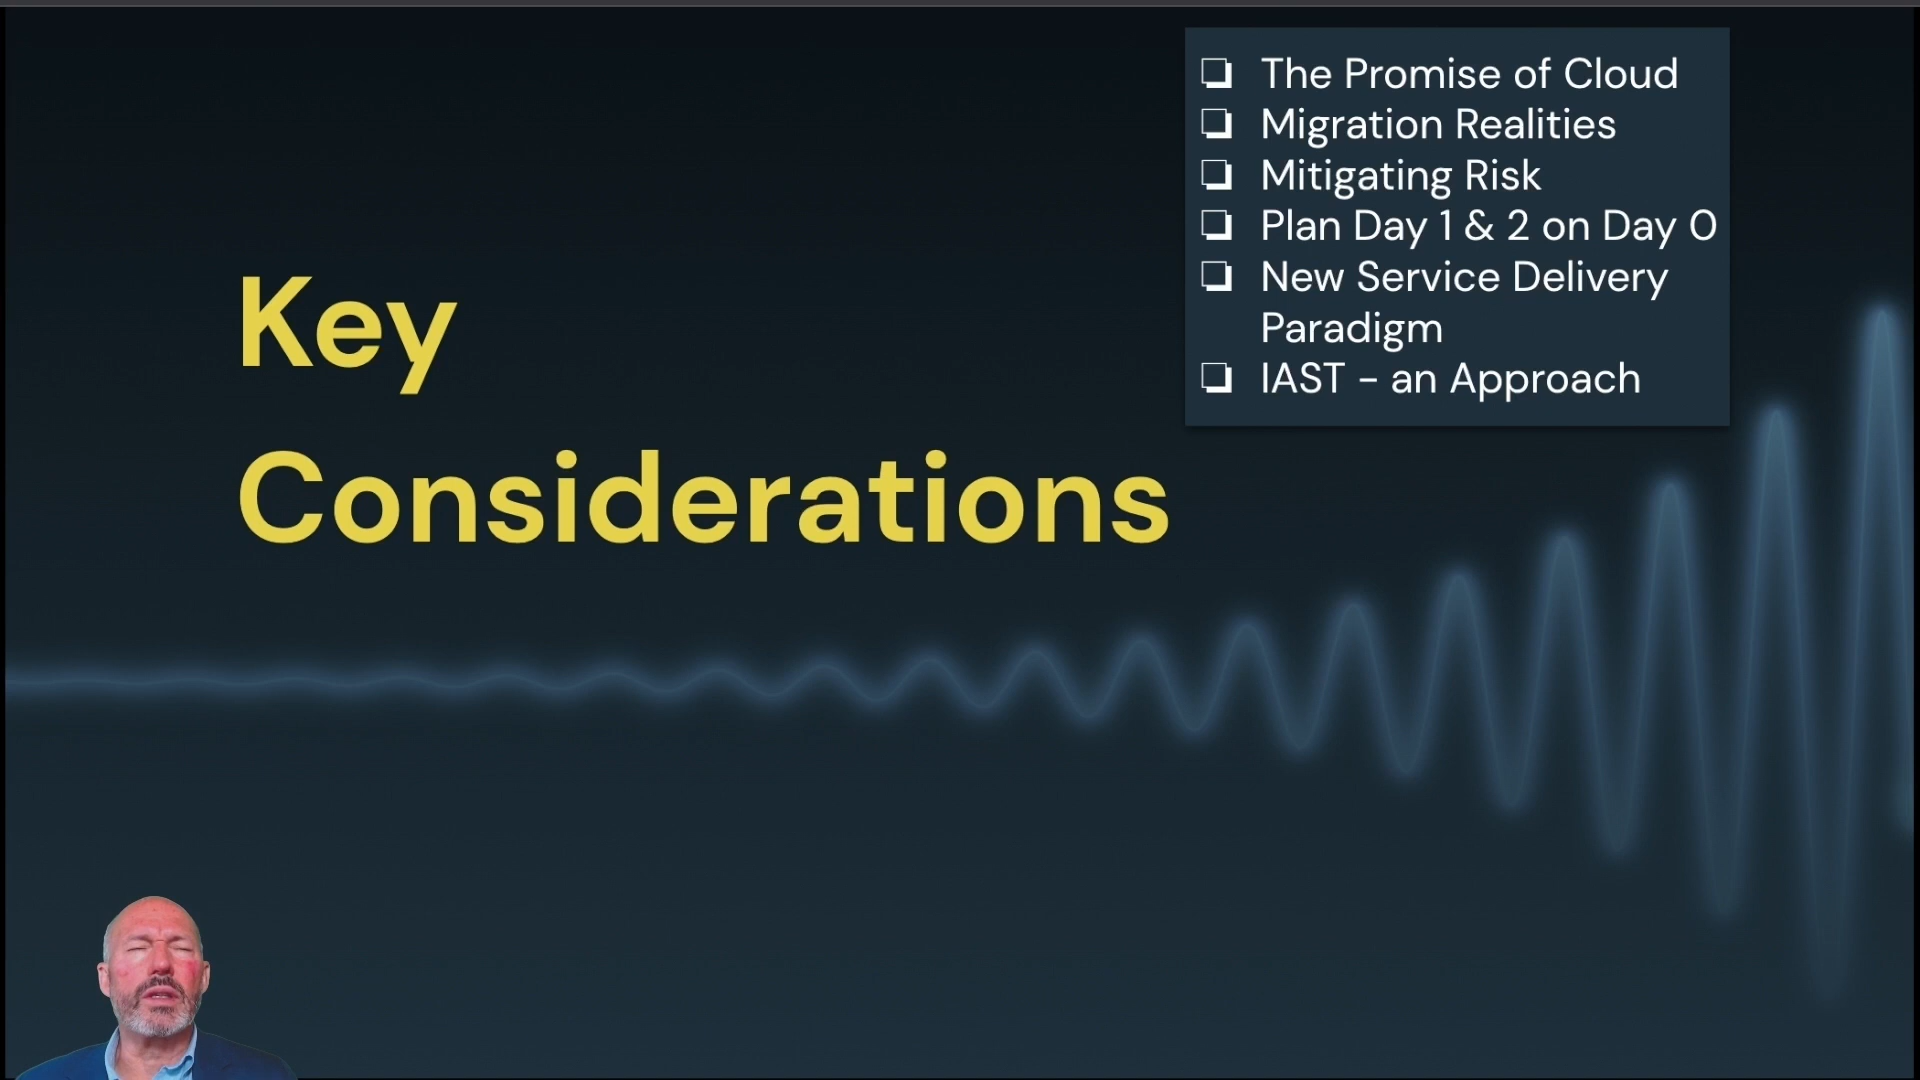 Key
Considerations
❏ The Promise of Cloud
❏ Migration Realities
❏ Mitigating Risk
❏ Plan Day 1 & 2 on Day 0
❏ New Service Delivery
Paradigm
❏ IAST - an Approach